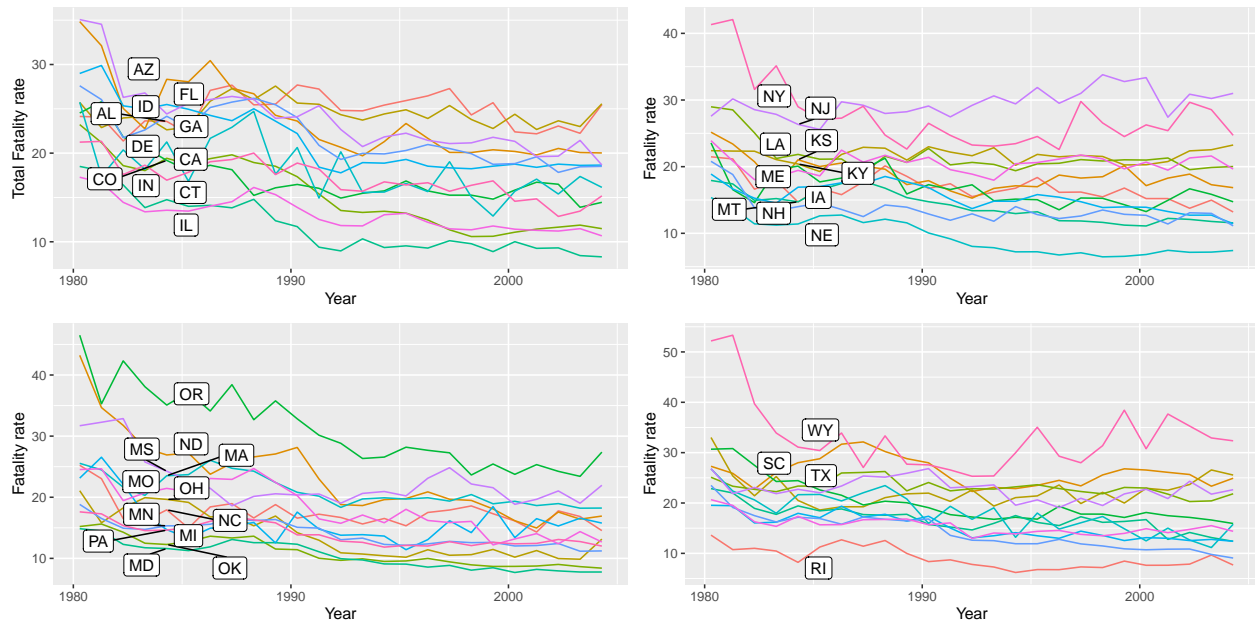 Total Fatality rate
30
20
10
AZ
FL
AL
ID
GA
DE
CA
CO
IN
CT
IL
1980
1990
2000
Year
Fatality rate
40
30
20
10
NY
NJ
LA
KS
ME
KY
MT
NH
IA
NE
1980
1990
2000
Year
Fatality rate
40
30
20
10
OR
MS
ND
MA
MO
OH
MN
NC
PA
MI
MD
OK
1980
1990
2000
Year
Fatality rate
50
40
30
20
10
WY
SC
TX
RI
1980
1990
2000
Year